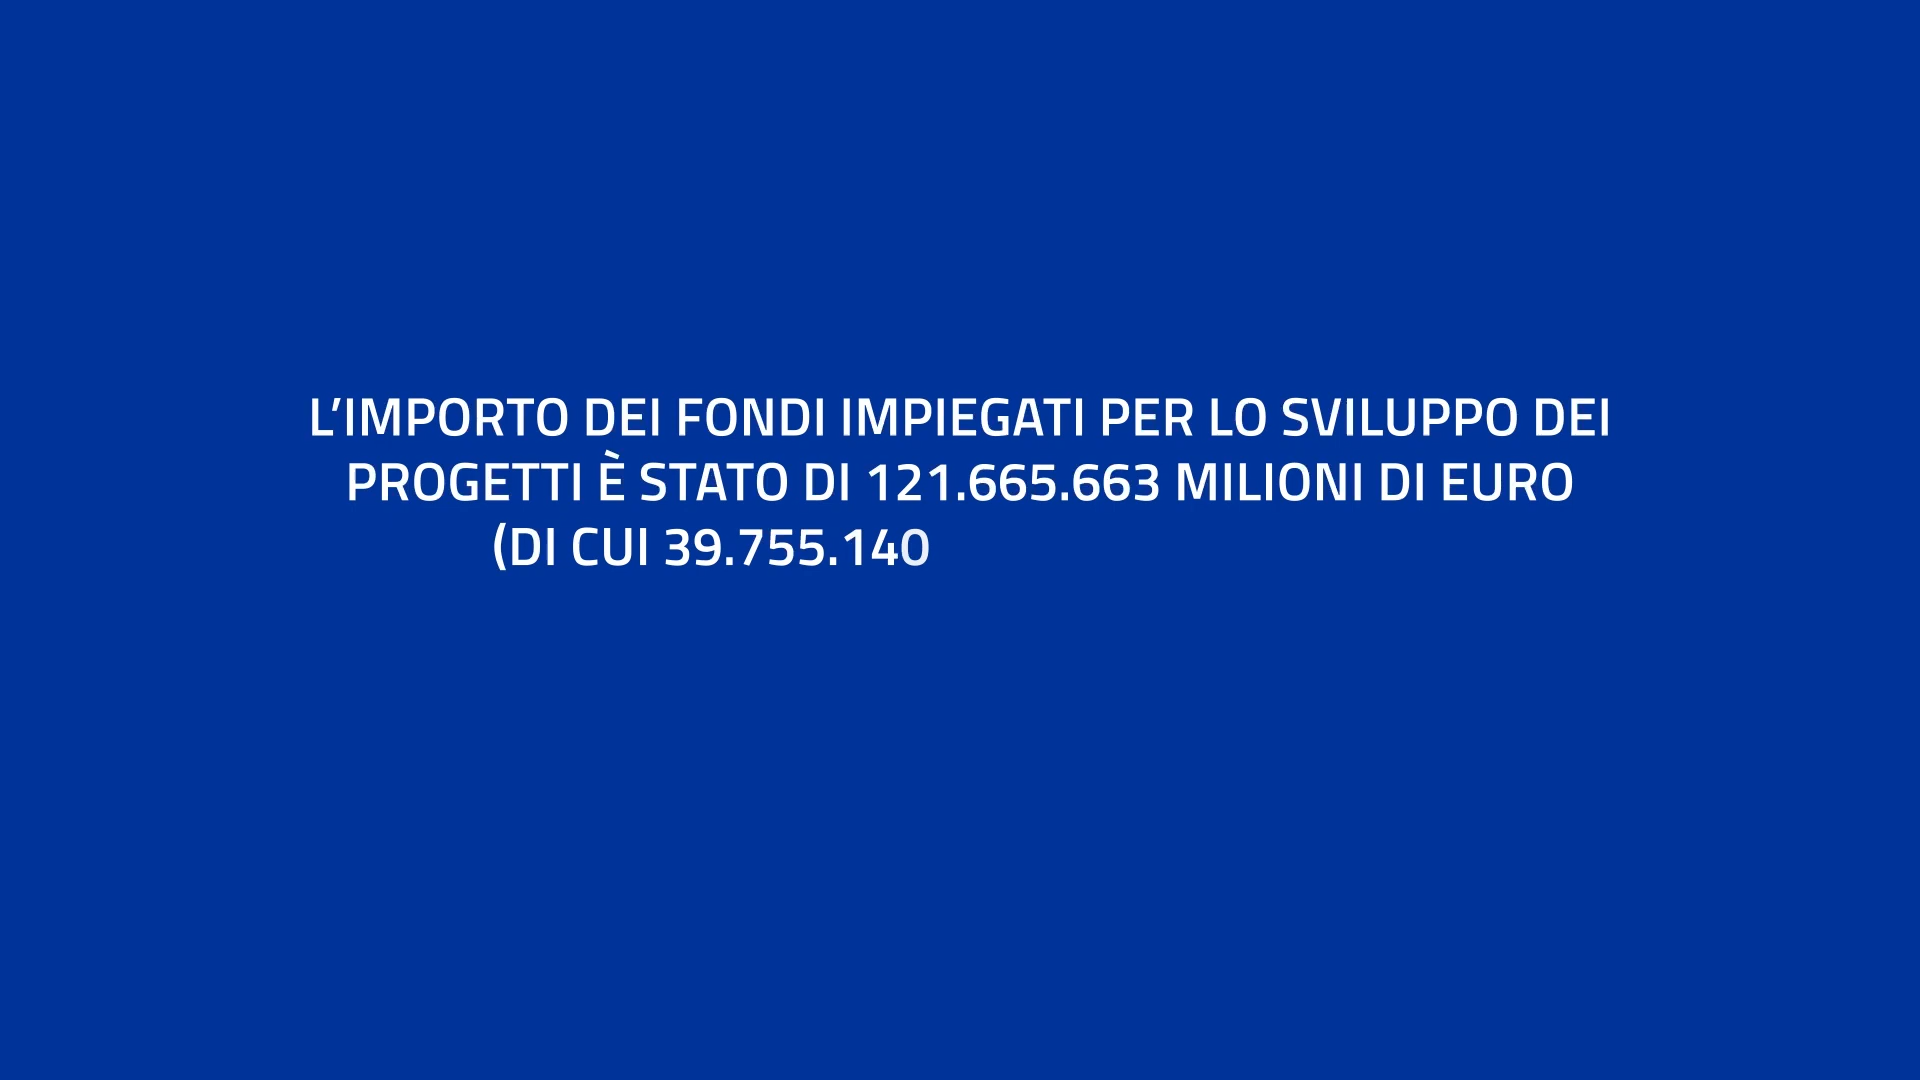 L’IMPORTO DEI FONDI IMPIEGATI PER LO SVILUPPO DEI
PROGETTI È STATO DI 121.665.663 MILIONI DI EURO
(DI CUI 39.755.140